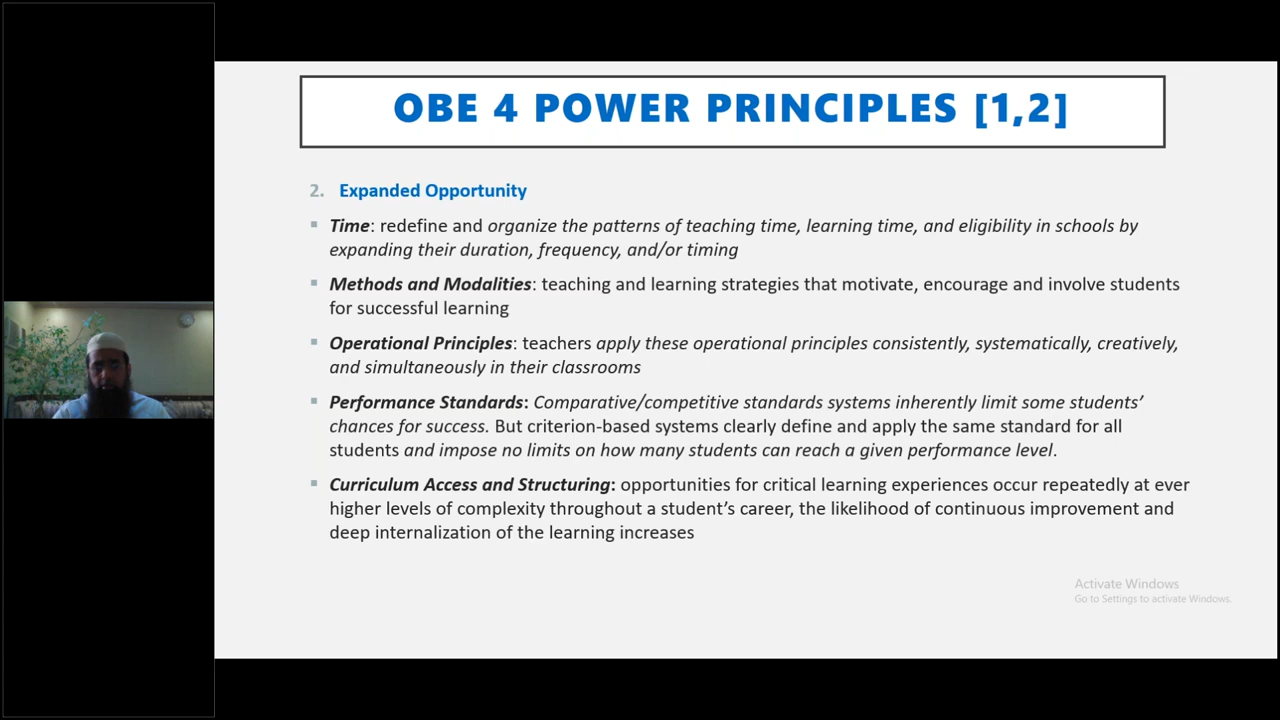 OBE 4 POWER PRINCIPLES [1,2]
2. Expanded Opportunity
▪ Time: redefine and organize the patterns of teaching time, learning time, and eligibility in schools by
expanding their duration, frequency, and/or timing
▪ Methods and Modalities: teaching and learning strategies that motivate, encourage and involve students
for successful learning
▪ Operational Principles: teachers apply these operational principles consistently, systematically, creatively,
and simultaneously in their classrooms
▪ Performance Standards: Comparative/competitive standards systems inherently limit some students’
chances for success. But criterion-based systems clearly define and apply the same standard for all
students and impose no limits on how many students can reach a given performance level.
▪ Curriculum Access and Structuring: opportunities for critical learning experiences occur repeatedly at ever
higher levels of complexity throughout a student’s career, the likelihood of continuous improvement and
deep internalization of the learning increases
Activate Windows
Go to Settings to activate Windows.